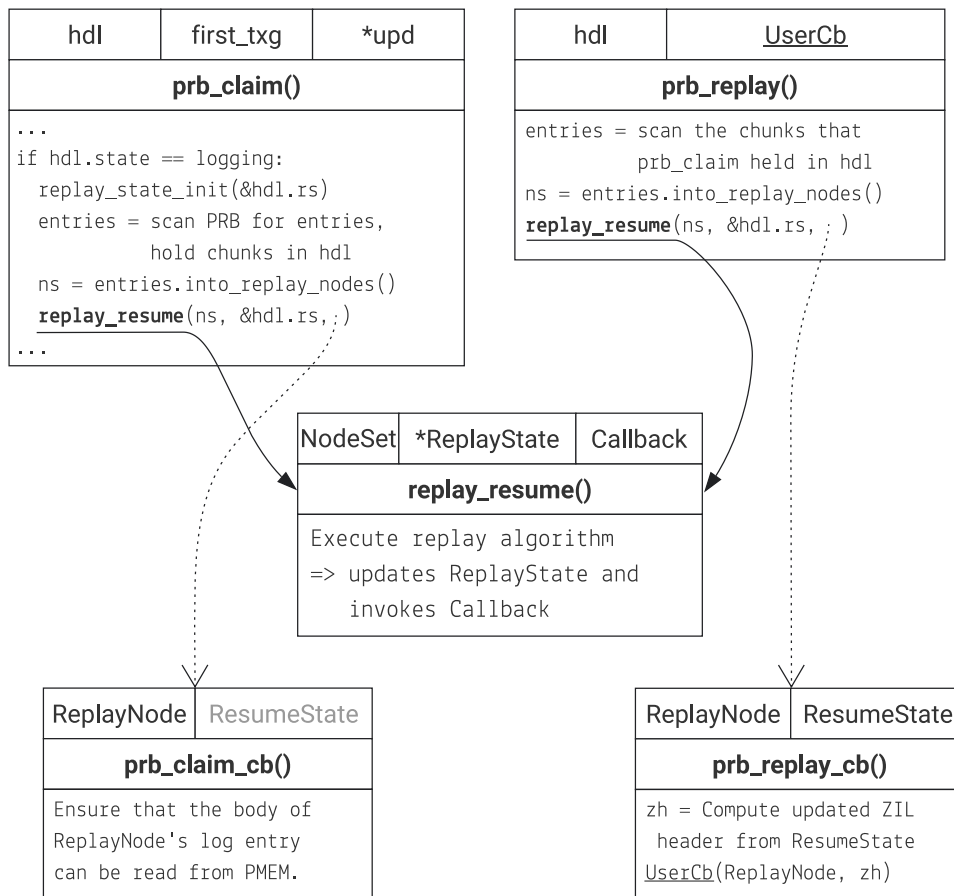 hdl first_txg *upd
prb_claim()
...
if hdl.state == logging:
replay_state_init(&hdl.rs)
entries = scan PRB for entries,
hold chunks in hdl
ns = entries.into_replay_nodes()
replay_resume(ns, &hdl.rs, )
...
hdl UserCb
prb_replay()
entries = scan the chunks that
prb_claim held in hdl
ns = entries.into_replay_nodes()
replay_resume(ns, &hdl.rs, )
NodeSet *ReplayState Callback
replay_resume()
Execute replay algorithm
=> updates ReplayState and
invokes Callback
ReplayNode ResumeState
prb_claim_cb()
Ensure that the body of
ReplayNode's log entry
can be read from PMEM.
ReplayNode ResumeState
prb_replay_cb()
zh = Compute updated ZIL
header from ResumeState
UserCb(ReplayNode, zh)